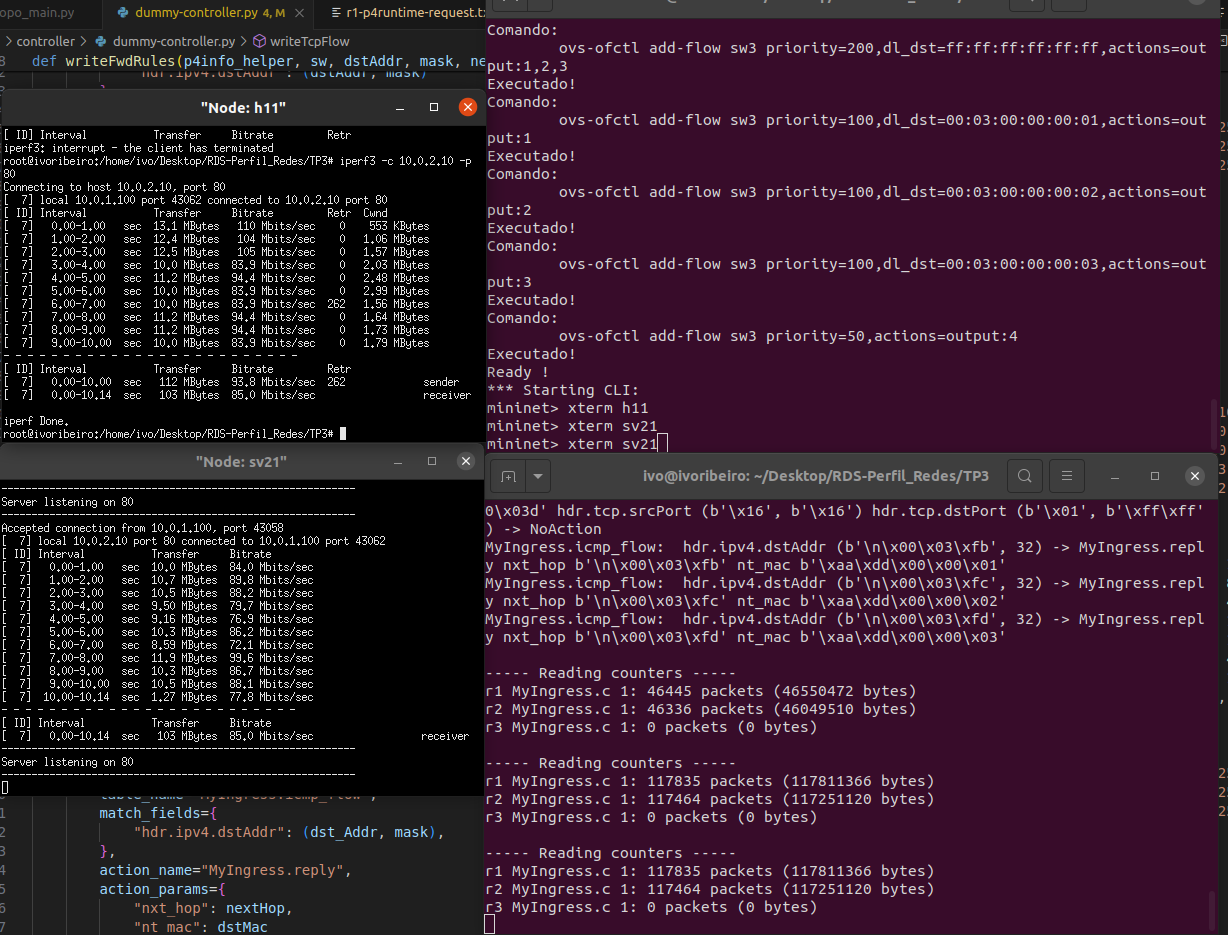 opo_main.py
dummy-controller.py 4, M
r1-p4runtime-request.tx
controller > dummy-controller.py > writeTcpFlow
def writeFwdRules(p4info_helper, sw, dstAddr, mask, ne
"hdr.ipv4.dstAddr" : (dstAddr, mask)
"Node: h11"
[ ID] Interval Transfer Bitrate Retr
iperf3: interrupt - the client has terminated
root@ivoribeiro:/home/ivo/Desktop/RDS-Perfil_Redes/TP3# iperf3 -c 10.0.2.10 -p
80
Connecting to host 10.0.2.10, port 80
[ 7] local 10.0.1.100 port 43062 connected to 10.0.2.10 port 80
[ ID] Interval Transfer Bitrate Retr Cwnd
[ 7] 0.00-1.00 sec 13.1 MBytes 110 Mbits/sec 0 553 KBytes
[ 7] 1.00-2.00 sec 12.4 MBytes 104 Mbits/sec 0 1.06 MBytes
[ 7] 2.00-3.00 sec 12.5 MBytes 105 Mbits/sec 0 1.57 MBytes
[ 7] 3.00-4.00 sec 10.0 MBytes 83.9 Mbits/sec 0 2.03 MBytes
[ 7] 4.00-5.00 sec 11.2 MBytes 94.4 Mbits/sec 0 2.48 MBytes
[ 7] 5.00-6.00 sec 10.0 MBytes 83.9 Mbits/sec 0 2.99 MBytes
[ 7] 6.00-7.00 sec 10.0 MBytes 83.9 Mbits/sec 262 1.56 MBytes
[ 7] 7.00-8.00 sec 11.2 MBytes 94.4 Mbits/sec 0 1.64 MBytes
[ 7] 8.00-9.00 sec 11.2 MBytes 94.4 Mbits/sec 0 1.73 MBytes
[ 7] 9.00-10.00 sec 10.0 MBytes 83.9 Mbits/sec 0 1.79 MBytes
- - - - - - - - - - - - - - - - - - - - - - - - -
[ ID] Interval Transfer Bitrate Retr
[ 7] 0.00-10.00 sec 112 MBytes 93.8 Mbits/sec 262 sender
[ 7] 0.00-10.14 sec 103 MBytes 85.0 Mbits/sec receiver
iperf Done.
root@ivoribeiro:/home/ivo/Desktop/RDS-Perfil_Redes/TP3#
"Node: sv21"
-----------------------------------------------------------
Server listening on 80
-----------------------------------------------------------
Accepted connection from 10.0.1.100, port 43058
[ 7] local 10.0.2.10 port 80 connected to 10.0.1.100 port 43062
[ ID] Interval Transfer Bitrate
[ 7] 0.00-1.00 sec 10.0 MBytes 84.0 Mbits/sec
[ 7] 1.00-2.00 sec 10.7 MBytes 89.8 Mbits/sec
[ 7] 2.00-3.00 sec 10.5 MBytes 88.2 Mbits/sec
[ 7] 3.00-4.00 sec 9.50 MBytes 79.7 Mbits/sec
[ 7] 4.00-5.00 sec 9.16 MBytes 76.9 Mbits/sec
[ 7] 5.00-6.00 sec 10.3 MBytes 86.2 Mbits/sec
[ 7] 6.00-7.00 sec 8.59 MBytes 72.1 Mbits/sec
[ 7] 7.00-8.00 sec 11.9 MBytes 99.6 Mbits/sec
[ 7] 8.00-9.00 sec 10.3 MBytes 86.7 Mbits/sec
[ 7] 9.00-10.00 sec 10.5 MBytes 88.1 Mbits/sec
[ 7] 10.00-10.14 sec 1.27 MBytes 77.8 Mbits/sec
- - - - - - - - - - - - - - - - - - - - - - - - -
[ ID] Interval Transfer Bitrate
[ 7] 0.00-10.14 sec 103 MBytes 85.0 Mbits/sec receiver
-----------------------------------------------------------
Server listening on 80
-----------------------------------------------------------
match_fields={
"hdr.ipv4.dstAddr": (dst_Addr, mask),
},
action_name="MyIngress.reply",
action_params={
"nxt_hop": nextHop,
"nt_mac": dstMac
Comando:
ovs-ofctl add-flow sw3 priority=200,dl_dst=ff:ff:ff:ff:ff:ff,actions=out
put:1,2,3
Executado!
Comando:
ovs-ofctl add-flow sw3 priority=100,dl_dst=00:03:00:00:00:01,actions=out
put:1
Executado!
Comando:
ovs-ofctl add-flow sw3 priority=100,dl_dst=00:03:00:00:00:02,actions=out
put:2
Executado!
Comando:
ovs-ofctl add-flow sw3 priority=100,dl_dst=00:03:00:00:00:03,actions=out
put:3
Executado!
Comando:
ovs-ofctl add-flow sw3 priority=50,actions=output:4
Executado!
Ready !
*** Starting CLI:
mininet> xterm h11
mininet> xterm sv21
mininet> xterm sv21
ivo@ivoribeiro: ~/Desktop/RDS-Perfil_Redes/TP3
0\x03d' hdr.tcp.srcPort (b'\x16', b'\x16') hdr.tcp.dstPort (b'\x01', b'\xff\xff'
) -> NoAction
MyIngress.icmp_flow:  hdr.ipv4.dstAddr (b'\n\x00\x03\xfb', 32) -> MyIngress.repl
y nxt_hop b'\n\x00\x03\xfb' nt_mac b'\xaa\xdd\x00\x00\x01'
MyIngress.icmp_flow:  hdr.ipv4.dstAddr (b'\n\x00\x03\xfc', 32) -> MyIngress.repl
y nxt_hop b'\n\x00\x03\xfc' nt_mac b'\xaa\xdd\x00\x00\x02'
MyIngress.icmp_flow:  hdr.ipv4.dstAddr (b'\n\x00\x03\xfd', 32) -> MyIngress.repl
y nxt_hop b'\n\x00\x03\xfd' nt_mac b'\xaa\xdd\x00\x00\x03'
----- Reading counters -----
r1 MyIngress.c 1: 46445 packets (46550472 bytes)
r2 MyIngress.c 1: 46336 packets (46049510 bytes)
r3 MyIngress.c 1: 0 packets (0 bytes)
----- Reading counters -----
r1 MyIngress.c 1: 117835 packets (117811366 bytes)
r2 MyIngress.c 1: 117464 packets (117251120 bytes)
r3 MyIngress.c 1: 0 packets (0 bytes)
----- Reading counters -----
r1 MyIngress.c 1: 117835 packets (117811366 bytes)
r2 MyIngress.c 1: 117464 packets (117251120 bytes)
r3 MyIngress.c 1: 0 packets (0 bytes)